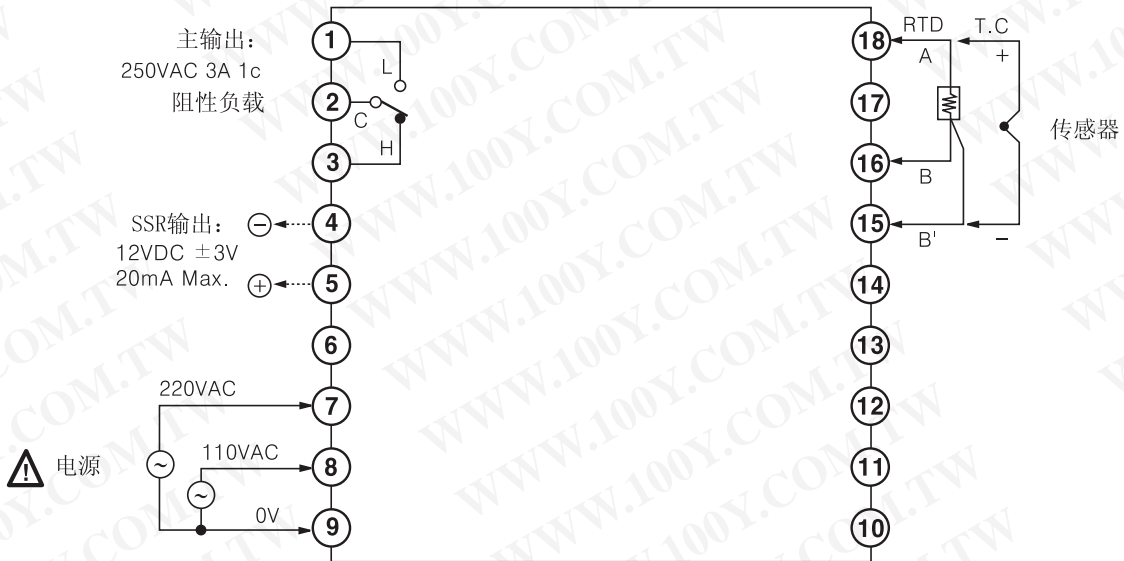 主输出:
250VAC 3A 1c
阻性负载
1
L
2
C
3
H
SSR输出:
12VDC ±3V
20mA Max.
−
4
+
5
6
220VAC
7
110VAC
8
电源
~
~
0V
9
18
RTD
A
T.C
+
17
传感器
16
B
15
B'
−
14
13
12
11
10
WWW.100Y.COM.TW